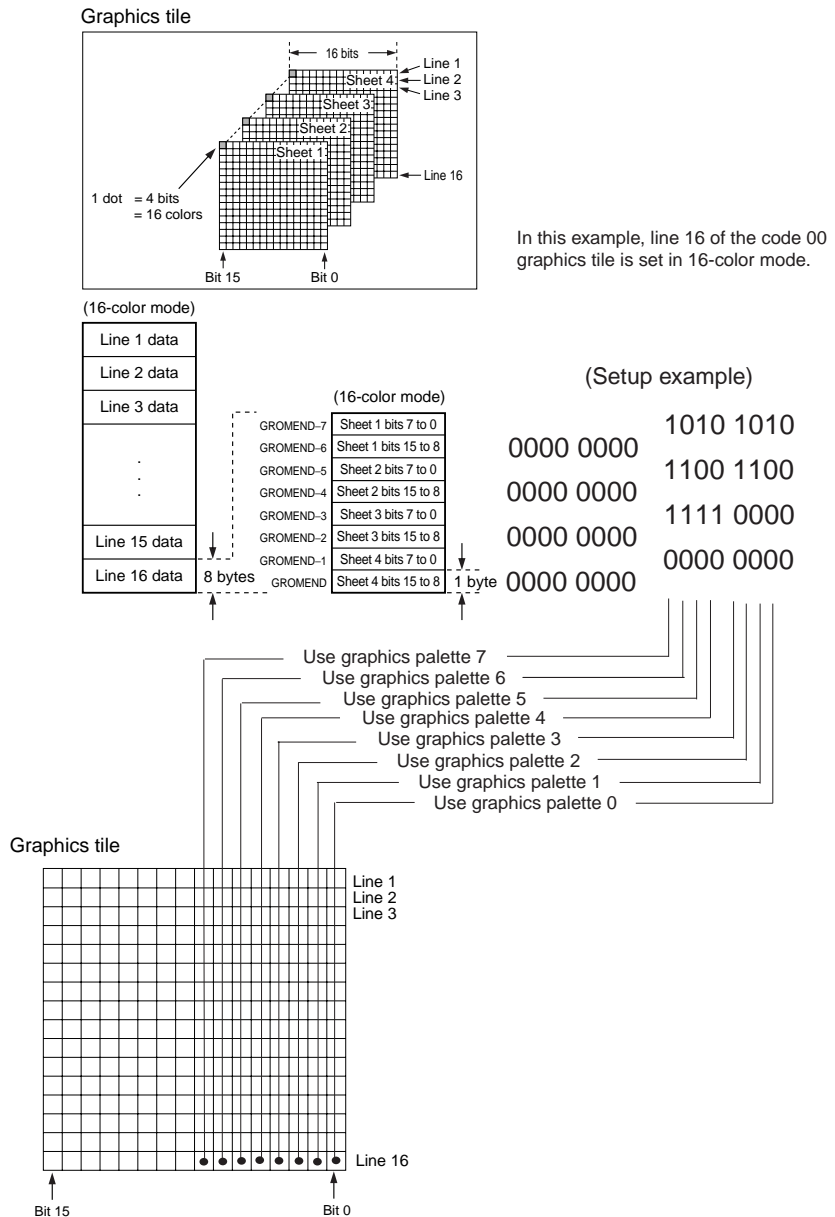 Graphics tile
16 bits
Line 1
Line 2
Line 3
Sheet 4
Sheet 3
Sheet 2
Sheet 1
Line 16
1 dot = 4 bits
= 16 colors
Bit 15
Bit 0
In this example, line 16 of the code 00
graphics tile is set in 16-color mode.
(16-color mode)
Line 1 data
Line 2 data
Line 3 data
.
.
.
Line 15 data
Line 16 data
8 bytes
(16-color mode)
GROMEND–7 Sheet 1 bits 7 to 0
GROMEND–6 Sheet 1 bits 15 to 8
GROMEND–5 Sheet 2 bits 7 to 0
GROMEND–4 Sheet 2 bits 15 to 8
GROMEND–3 Sheet 3 bits 7 to 0
GROMEND–2 Sheet 3 bits 15 to 8
GROMEND–1 Sheet 4 bits 7 to 0
GROMEND Sheet 4 bits 15 to 8
1 byte
(Setup example)
1010 1010
0000 0000
1100 1100
0000 0000
1111 0000
0000 0000
0000 0000
0000 0000
Use graphics palette 7
Use graphics palette 6
Use graphics palette 5
Use graphics palette 4
Use graphics palette 3
Use graphics palette 2
Use graphics palette 1
Use graphics palette 0
Graphics tile
Line 1
Line 2
Line 3
Line 16
Bit 15
Bit 0